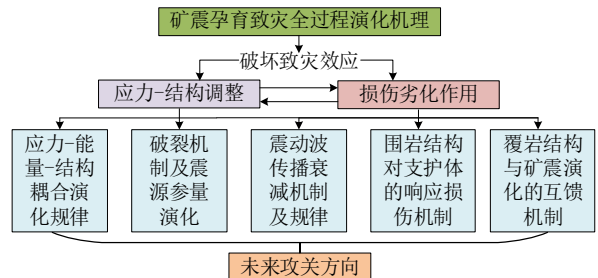 矿震孕育致灾全过程演化机理
破坏致灾效应
应力-结构调整
损伤劣化作用
应力-能
量-结构
耦合演
化规律
破裂机
制及震
源参量
演化
震动波
传播衰
减机制
及规律
围岩结构
对支护体
的响应损
伤机制
覆岩结构
与矿震演
化的互馈
机制
未来攻关方向